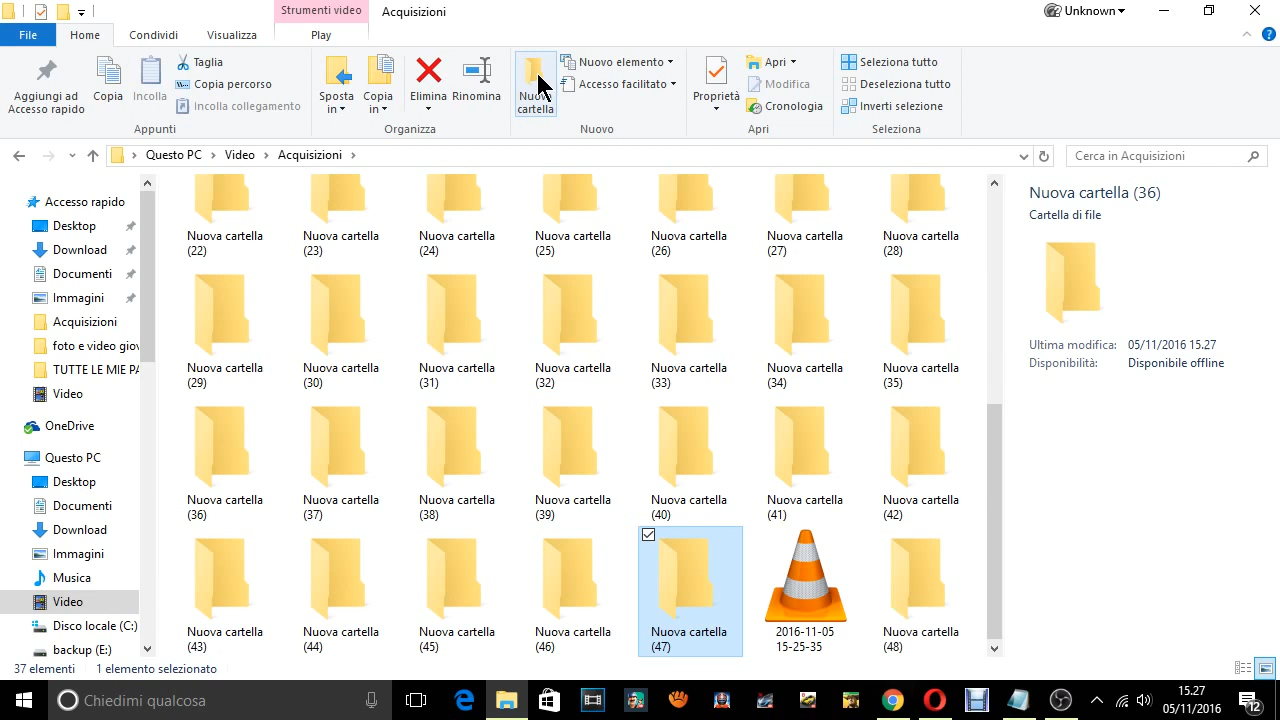 Strumenti video
Acquisizioni
Unknown
File
Home
Condividi
Visualizza
Play
Aggiungi ad
Accesso rapido
Copia
Incolla
Taglia
Copia percorso
Incolla collegamento
Appunti
Sposta
in
Copia
in
Elimina
Rinomina
Organizza
Nuova
cartella
Nuovo elemento
Accesso facilitato
Nuovo
Proprietà
Apri
Modifica
Cronologia
Apri
Seleziona tutto
Deseleziona tutto
Inverti selezione
Seleziona
Questo PC
Video
Acquisizioni
Cerca in Acquisizioni
Accesso rapido
Desktop
Download
Documenti
Immagini
Acquisizioni
foto e video giov
TUTTE LE MIE PA
Video
OneDrive
Questo PC
Desktop
Documenti
Download
Immagini
Musica
Video
Disco locale (C:)
backup (E:)
Nuova cartella
(22)
Nuova cartella
(23)
Nuova cartella
(24)
Nuova cartella
(25)
Nuova cartella
(26)
Nuova cartella
(27)
Nuova cartella
(28)
Nuova cartella
(29)
Nuova cartella
(30)
Nuova cartella
(31)
Nuova cartella
(32)
Nuova cartella
(33)
Nuova cartella
(34)
Nuova cartella
(35)
Nuova cartella
(36)
Nuova cartella
(37)
Nuova cartella
(38)
Nuova cartella
(39)
Nuova cartella
(40)
Nuova cartella
(41)
Nuova cartella
(42)
Nuova cartella
(43)
Nuova cartella
(44)
Nuova cartella
(45)
Nuova cartella
(46)
Nuova cartella
(47)
2016-11-05
15-25-35
Nuova cartella
(48)
Nuova cartella (36)
Cartella di file
Ultima modifica: 05/11/2016 15.27
Disponibilità: Disponibile offline
37 elementi
1 elemento selezionato
Chiedimi qualcosa
15.27
05/11/2016
12